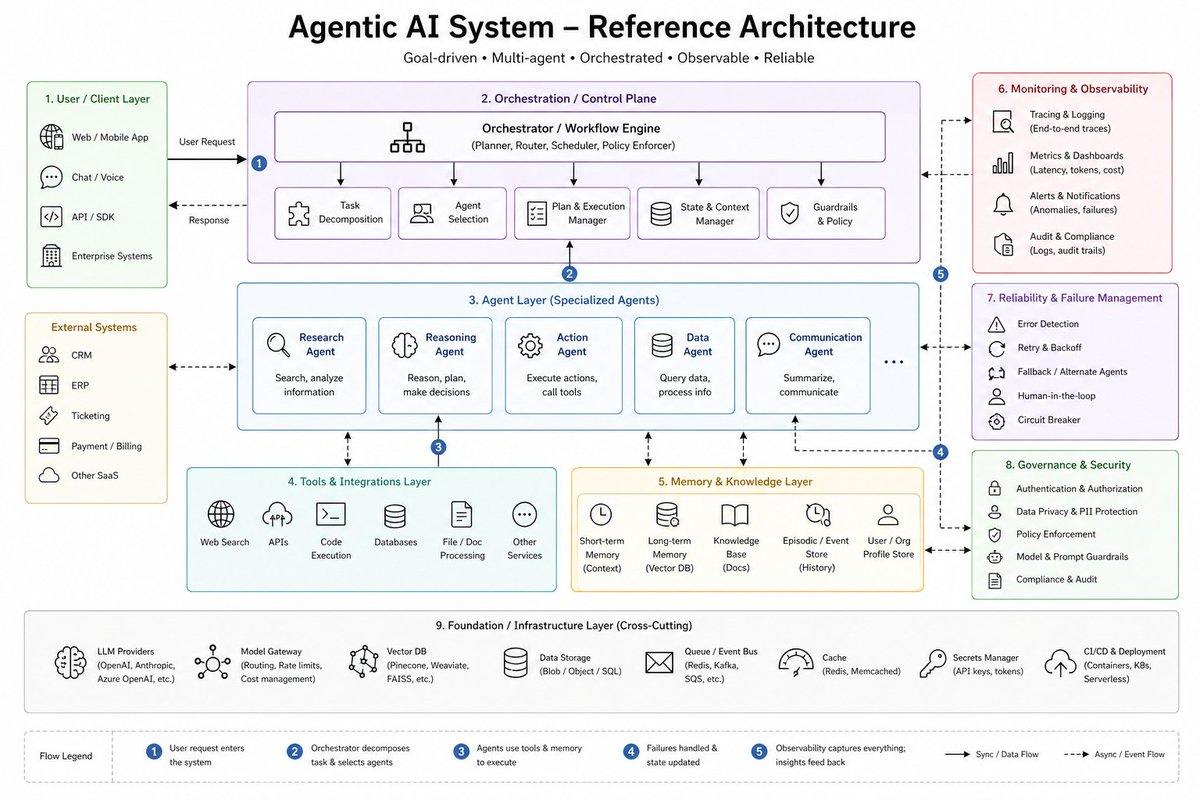 Agentic AI System – Reference Architecture
Goal-driven • Multi-agent • Orchestrated • Observable • Reliable
1. User / Client Layer
Web / Mobile App
Chat / Voice
API / SDK
Enterprise Systems
User Request
Response
1
2. Orchestration / Control Plane
Orchestrator / Workflow Engine
(Planner, Router, Scheduler, Policy Enforcer)
Task
Decomposition
Agent
Selection
Plan & Execution
Manager
State & Context
Manager
Guardrails
& Policy
2
5
6. Monitoring & Observability
Tracing & Logging
(End-to-end traces)
Metrics & Dashboards
(Latency, tokens, cost)
Alerts & Notifications
(Anomalies, failures)
Audit & Compliance
(Logs, audit trails)
External Systems
CRM
ERP
Ticketing
Payment / Billing
Other SaaS
3. Agent Layer (Specialized Agents)
Research
Agent
Search, analyze
information
Reasoning
Agent
Reason, plan,
make decisions
Action
Agent
Execute actions,
call tools
Data
Agent
Query data,
process info
Communication
Agent
Summarize,
communicate
...
3
4
7. Reliability & Failure Management
Error Detection
Retry & Backoff
Fallback / Alternate Agents
Human-in-the-loop
Circuit Breaker
4. Tools & Integrations Layer
Web Search
API
APIs
Code
Execution
Databases
File / Doc
Processing
Other
Services
5. Memory & Knowledge Layer
Short-term
Memory
(Context)
Long-term
Memory
(Vector DB)
Knowledge
Base
(Docs)
Episodic / Event
Store
(History)
User / Org
Profile Store
8. Governance & Security
Authentication & Authorization
Data Privacy & PII Protection
Policy Enforcement
Model & Prompt Guardrails
Compliance & Audit
9. Foundation / Infrastructure Layer (Cross-Cutting)
LLM Providers
(OpenAI, Anthropic,
Azure OpenAI, etc.)
Model Gateway
(Routing, Rate limits,
Cost management)
Vector DB
(Pinecone, Weaviate,
FAISS, etc.)
Data Storage
(Blob / Object / SQL)
Queue / Event Bus
(Redis, Kafka,
SQS, etc.)
Cache
(Redis, Memcached)
Secrets Manager
(API keys, tokens)
CI/CD & Deployment
(Containers, K8s,
Serverless)
Flow Legend
1 User request enters
the system
2 Orchestrator decomposes
task & selects agents
3 Agents use tools & memory
to execute
4 Failures handled &
state updated
5 Observability captures everything;
insights feed back
Sync / Data Flow
Async / Event Flow